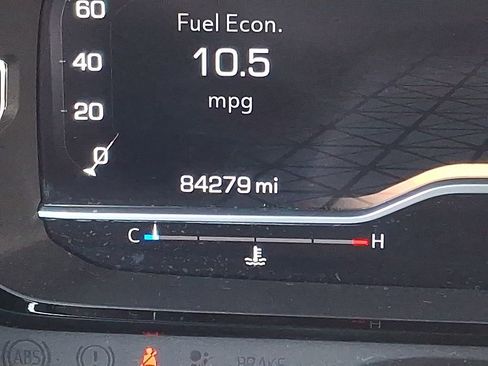 60
Fuel Econ.
40
10.5
20
mpg
0
84279 mi
C
H
H
ABS
BRAKE